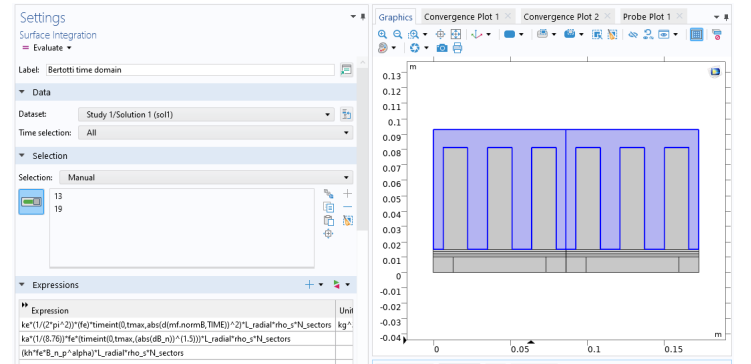 Settings
Surface Integration
= Evaluate
Label: Bertotti time domain
Data
Dataset: Study 1/Solution 1 (sol1)
Time selection: All
Selection
Selection: Manual
13
19
Expressions
Expression Unit
ke*(1/(2*pi^2))*(fe)*timeint(0,tmax,abs(d(mf.normB,TIME))^2)*L_radial*rho_s*N_sectors kg^
ka*(1/(8.76))*fe*(timeint(0,tmax,(abs(dB_n))^(1.5)))*L_radial*rho_s*N_sectors
(kh*fe*B_n_p^alpha)*L_radial*rho_s*N_sectors
Graphics Convergence Plot 1 Convergence Plot 2 Probe Plot 1
m
0.13
0.12
0.11
0.1
0.09
0.08
0.07
0.06
0.05
0.04
0.03
0.02
0.01
0
-0.01
-0.02
-0.03
-0.04
m
0 0.05 0.1 0.15